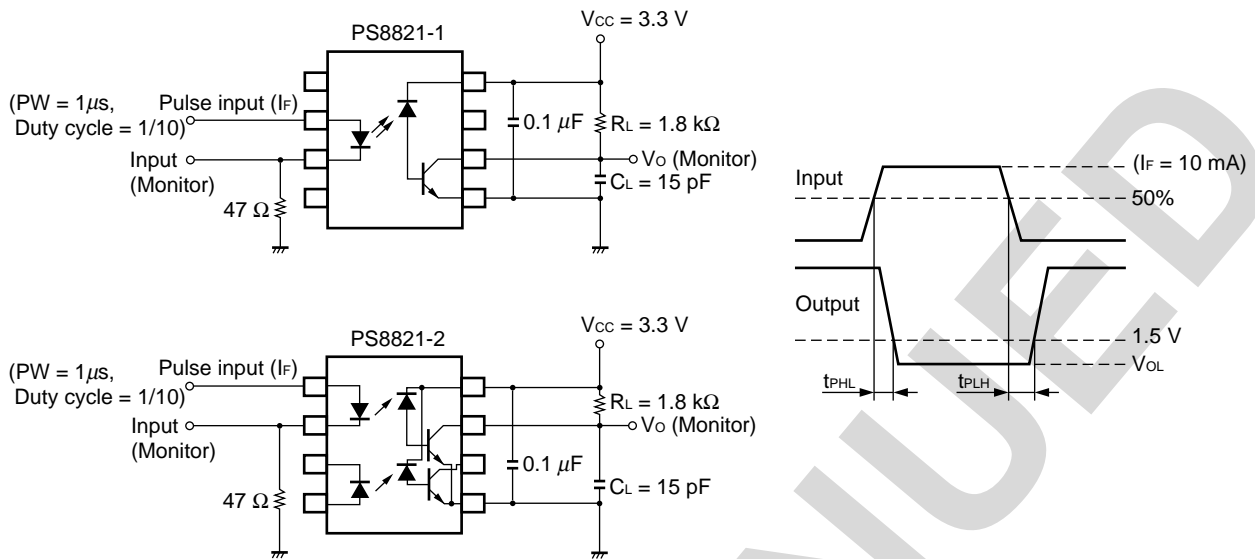 VCC = 3.3 V
PS8821-1
(PW = 1μs,
Duty cycle = 1/10)
Pulse input (IF)
Input
(Monitor)
47 Ω
0.1 μF
RL = 1.8 kΩ
VO (Monitor)
CL = 15 pF
VCC = 3.3 V
PS8821-2
(PW = 1μs,
Duty cycle = 1/10)
Pulse input (IF)
Input
(Monitor)
47 Ω
0.1 μF
RL = 1.8 kΩ
VO (Monitor)
CL = 15 pF
Input
(IF = 10 mA)
50%
Output
1.5 V
VOL
tPHL
tPLH
NUED